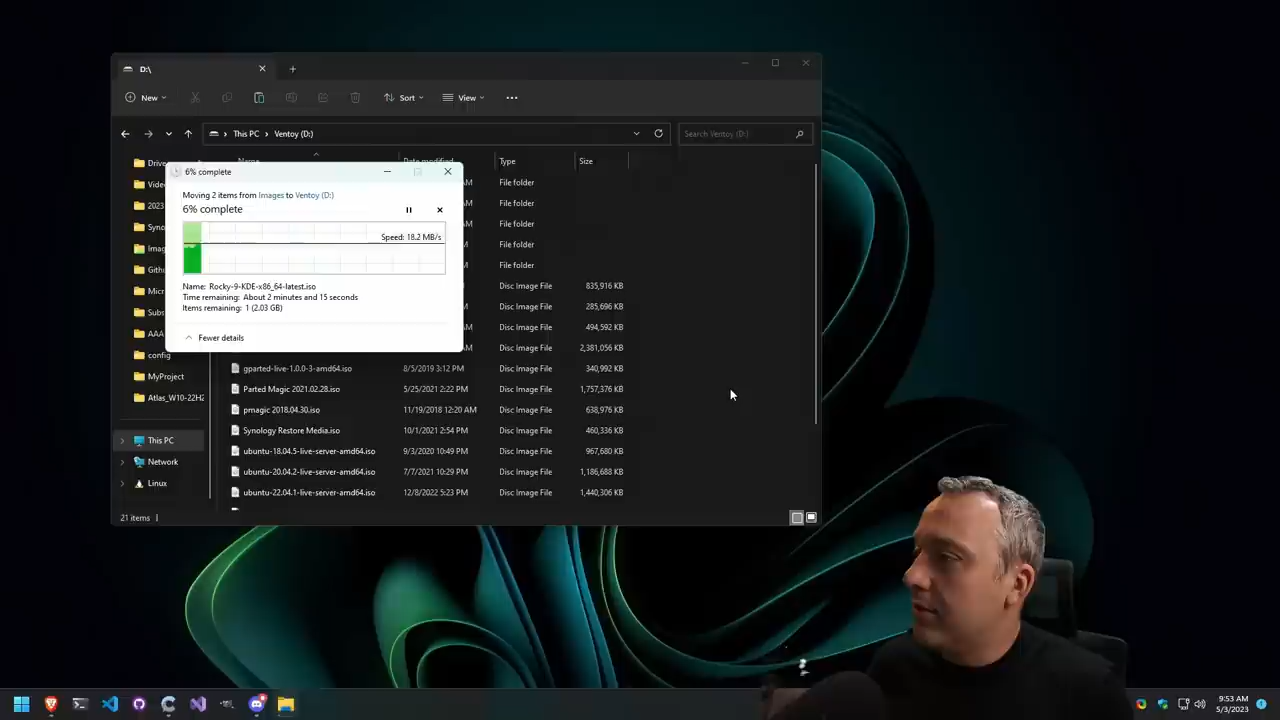 D:\
New
Sort
View
This PC
Ventoy (D:)
Search Ventoy (D:)
Name
Date modified
Type
Size
6% complete
Moving 2 items from Images to Ventoy (D:)
6% complete
Speed: 18.2 MB/s
Name: Rocky-9-KDE-x86_64-latest.iso
Time remaining: About 2 minutes and 15 seconds
Items remaining: 1 (2.03 GB)
Fewer details
Drive
2023
config
MyProject
Atlas_W10-22H2
This PC
Network
Linux
File folder
File folder
File folder
File folder
File folder
Disc Image File 835,916 KB
Disc Image File 285,696 KB
Disc Image File 494,592 KB
Disc Image File 2,381,056 KB
gparted-live-1.0.0-3-amd64.iso 8/5/2019 3:12 PM Disc Image File 340,992 KB
Parted Magic 2021.02.28.iso 5/25/2021 2:22 PM Disc Image File 1,757,376 KB
pmagic 2018.04.30.iso 11/19/2018 12:20 AM Disc Image File 638,976 KB
Synology Restore Media.iso 10/1/2021 2:54 PM Disc Image File 460,336 KB
ubuntu-18.04.5-live-server-amd64.iso 9/3/2020 10:49 PM Disc Image File 967,680 KB
ubuntu-20.04.2-live-server-amd64.iso 7/7/2021 10:29 PM Disc Image File 1,186,688 KB
ubuntu-22.04.1-live-server-amd64.iso 12/8/2022 5:23 PM Disc Image File 1,440,306 KB
21 items
9:53 AM
5/3/2023